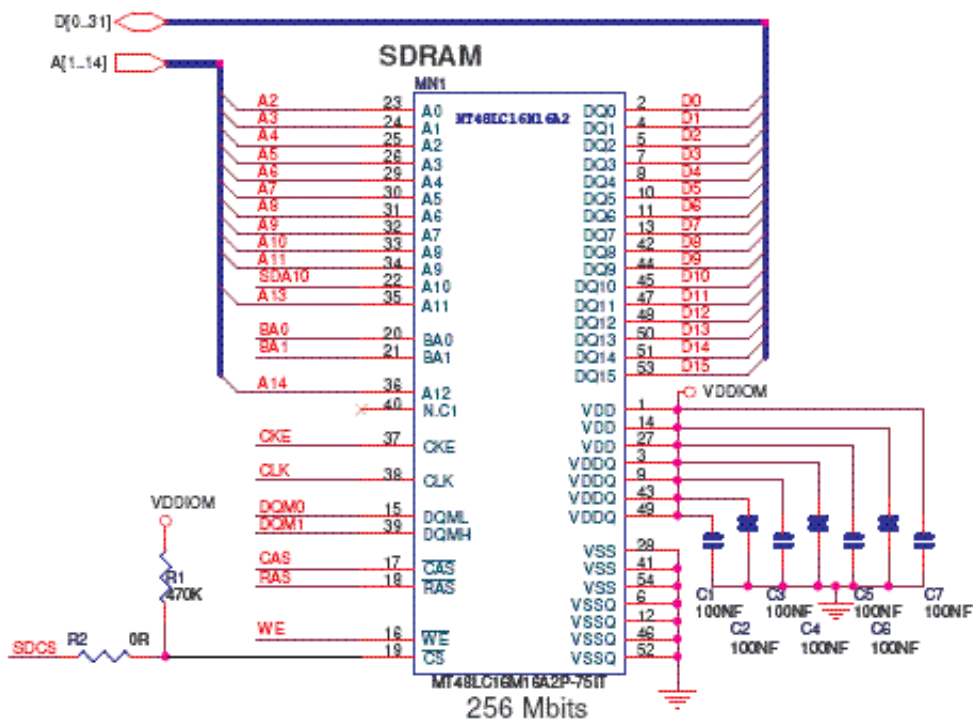 D[0..31]
A[1..14]
SDRAM
MN1
MT48LC16M16A2
A2 23 A0 DQ0 2 D0
A3 24 A1 DQ1 4 D1
A4 25 A2 DQ2 5 D2
A5 26 A3 DQ3 7 D3
A6 29 A4 DQ4 8 D4
A7 30 A5 DQ5 10 D5
A8 31 A6 DQ6 11 D6
A9 32 A7 DQ7 13 D7
A10 33 A8 DQ8 42 D8
A11 34 A9 DQ9 44 D9
SDA10 22 A10 DQ10 45 D10
A13 35 A11 DQ11 47 D11
DQ12 48 D12
BA0 20 BA0 DQ13 50 D13
BA1 21 BA1 DQ14 51 D14
DQ15 53 D15
A14 36 A12
VDDIOM
40 N.C1 VDD 1
VDD 14
CKE 37 CKE VDD 27
VDDQ 3
CLK 38 CLK VDDQ 9
VDDQ 43
DQM0 15 DQML VDDQ 49
DQM1 39 DQMH
VDDIOM
VSS 28
CAS 17 CAS VSS 41
RAS 18 RAS VSS 54
R1
470K
VSSQ 6
VSSQ 12
WE 16 WE VSSQ 46
SDCS R2 0R 19 CS VSSQ 52
C1 C3 C5 C7
100NF 100NF 100NF 100NF
C2 C4 C6
100NF 100NF 100NF
MT48LC16M16A2P-75IT
256 Mbits